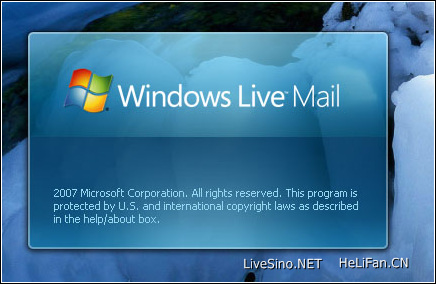 Windows Live™ Mail
2007 Microsoft Corporation. All rights reserved. This program is
protected by U.S. and international copyright laws as described
in the help/about box.
LiveSino.NET HeLiFan.CN